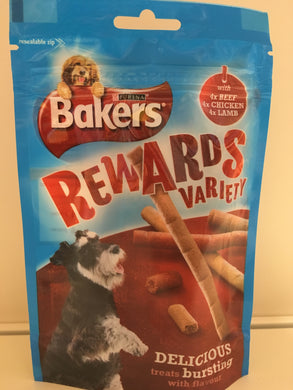 resealable zip
PURINA
Bakers®
with
4x BEEF
4x CHICKEN
4x LAMB
REWARDS
VARIETY
DELICIOUS
treats bursting
with flavour